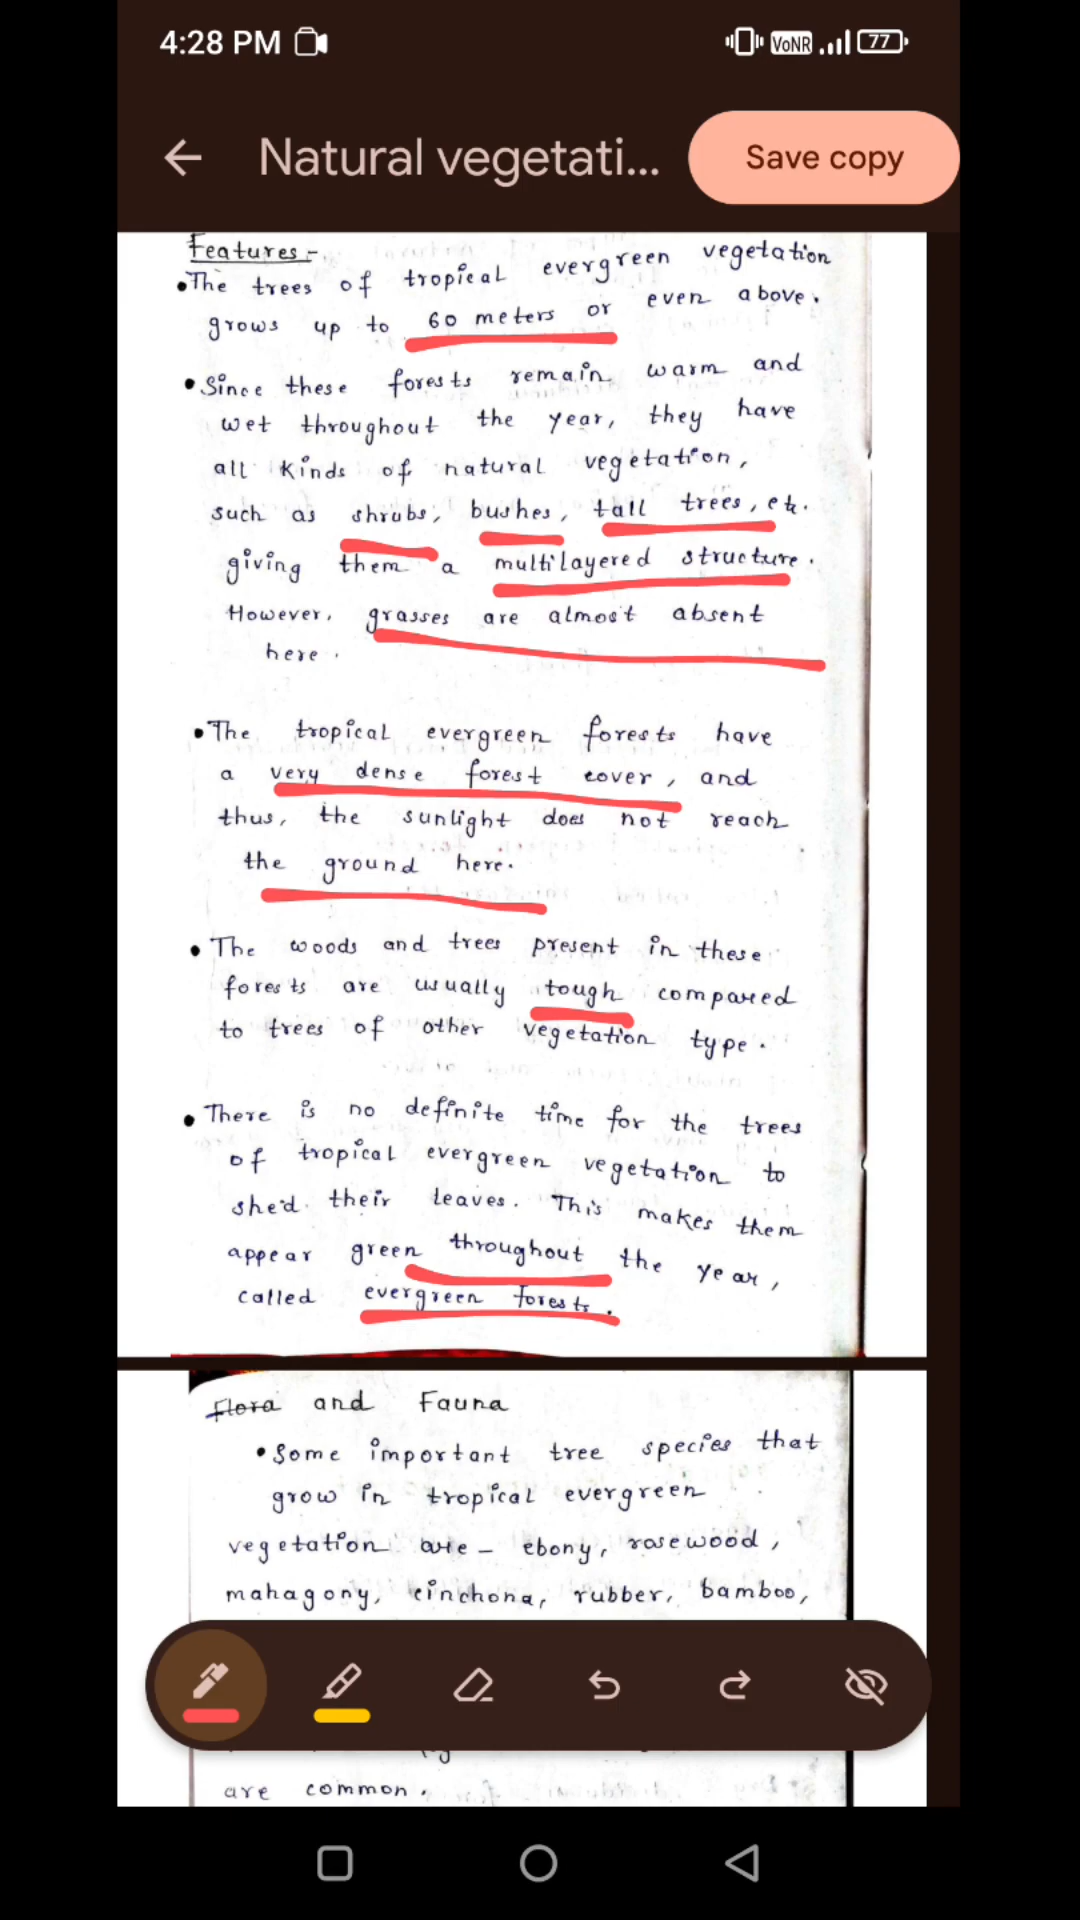 4:28 PM
VoNR
77
Natural vegetati...
Save copy
Features:-
•The trees of tropical evergreen vegetation
grows up to 60 meters or even above.
•Since these forests remain warm and
wet throughout the year, they have
all kinds of natural vegetation,
such as shrubs, bushes, tall trees, etc.
giving them a multilayered structure.
However, grasses are almost absent
here.
•The tropical evergreen forests have
a very dense forest cover, and
thus, the sunlight does not reach
the ground here.
•The woods and trees present in these
forests are usually tough compared
to trees of other vegetation type.
•There is no definite time for the trees
of tropical evergreen vegetation to
shed their leaves. This makes them
appear green throughout the year,
called evergreen forests.
Flora and Fauna
•Some important tree species that
grow in tropical evergreen
vegetation are - ebony, rosewood,
mahagony, cinchona, rubber, bamboo,
are common.